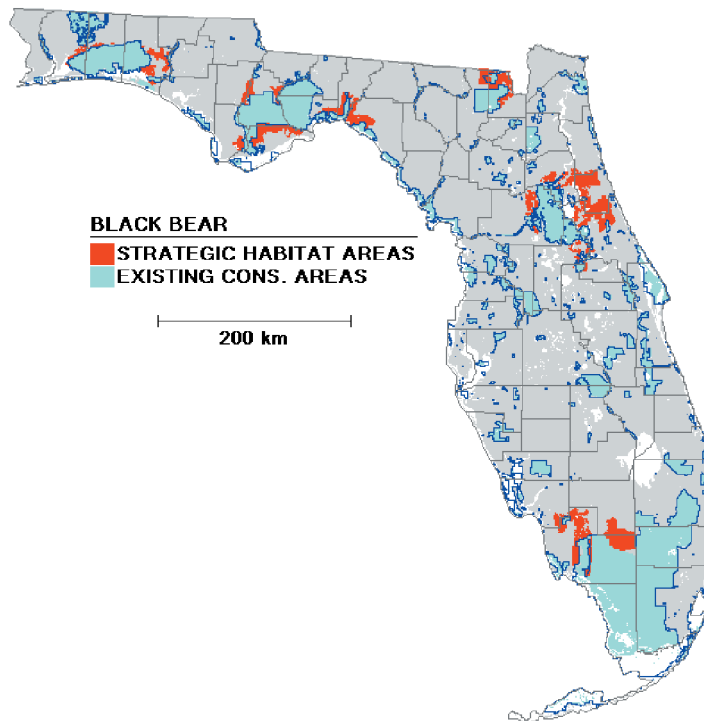 BLACK BEAR
STRATEGIC HABITAT AREAS
EXISTING CONS. AREAS
200 km